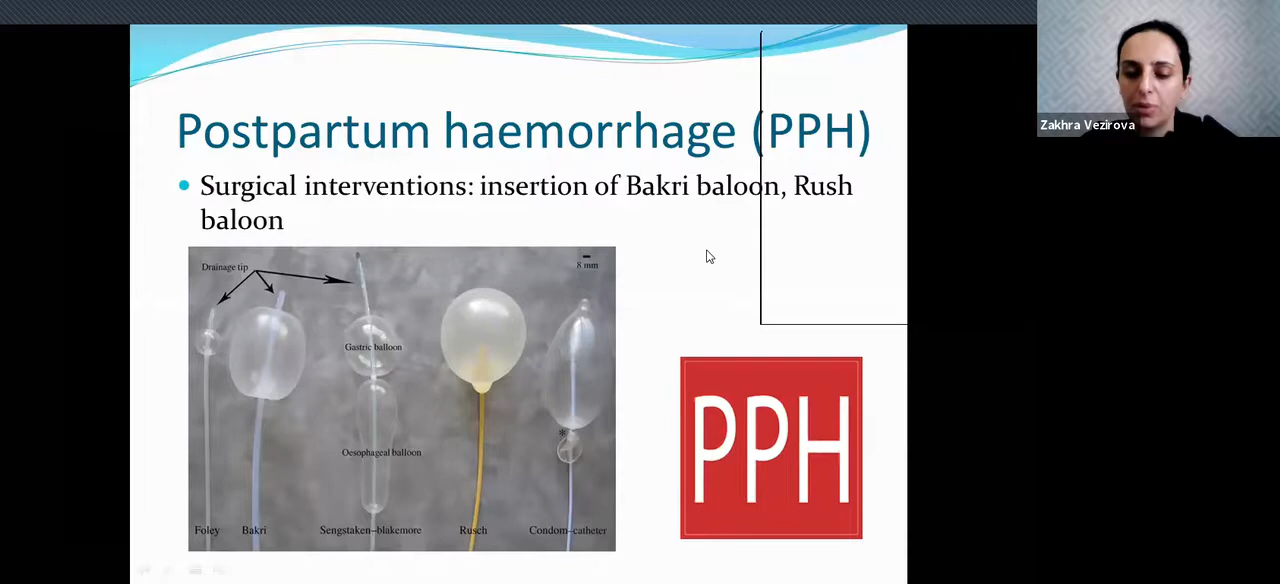 Zakhra Vezirova
Postpartum haemorrhage (PPH)
Surgical interventions: insertion of Bakri baloon, Rush
baloon
Drainage tip
8 mm
Gastric balloon
*
Oesophageal balloon
Foley Bakri Sengstaken–blakemore Rusch Condom–catheter
PPH